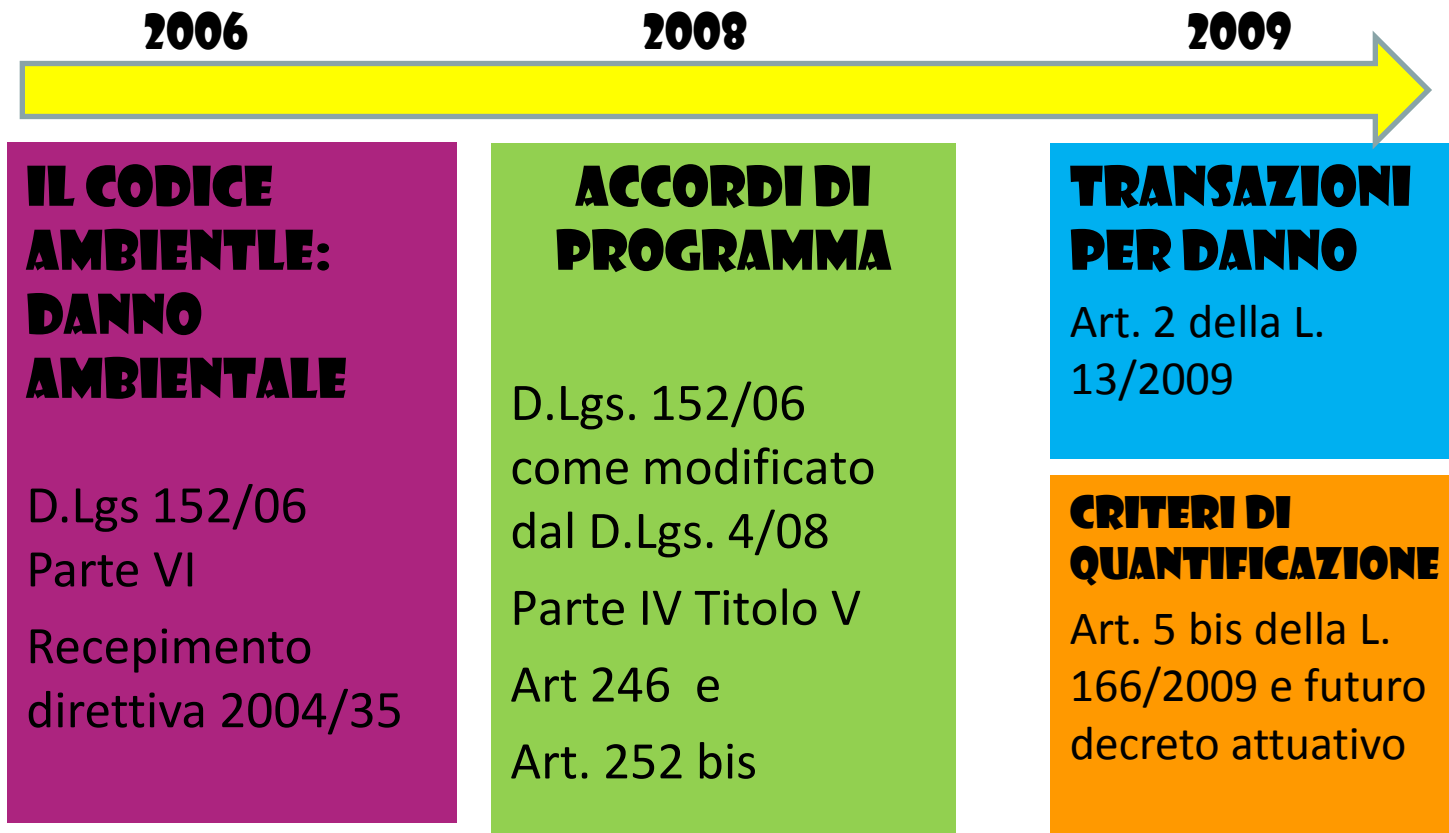 2006
2008
2009
IL CODICE
AMBIENTLE:
DANNO
AMBIENTALE
D.Lgs 152/06
Parte VI
Recepimento
direttiva 2004/35
ACCORDI DI
PROGRAMMA
D.Lgs. 152/06
come modificato
dal D.Lgs. 4/08
Parte IV Titolo V
Art 246 e
Art. 252 bis
TRANSAZIONI
PER DANNO
Art. 2 della L.
13/2009
CRITERI DI
QUANTIFICAZIONE
Art. 5 bis della L.
166/2009 e futuro
decreto attuativo